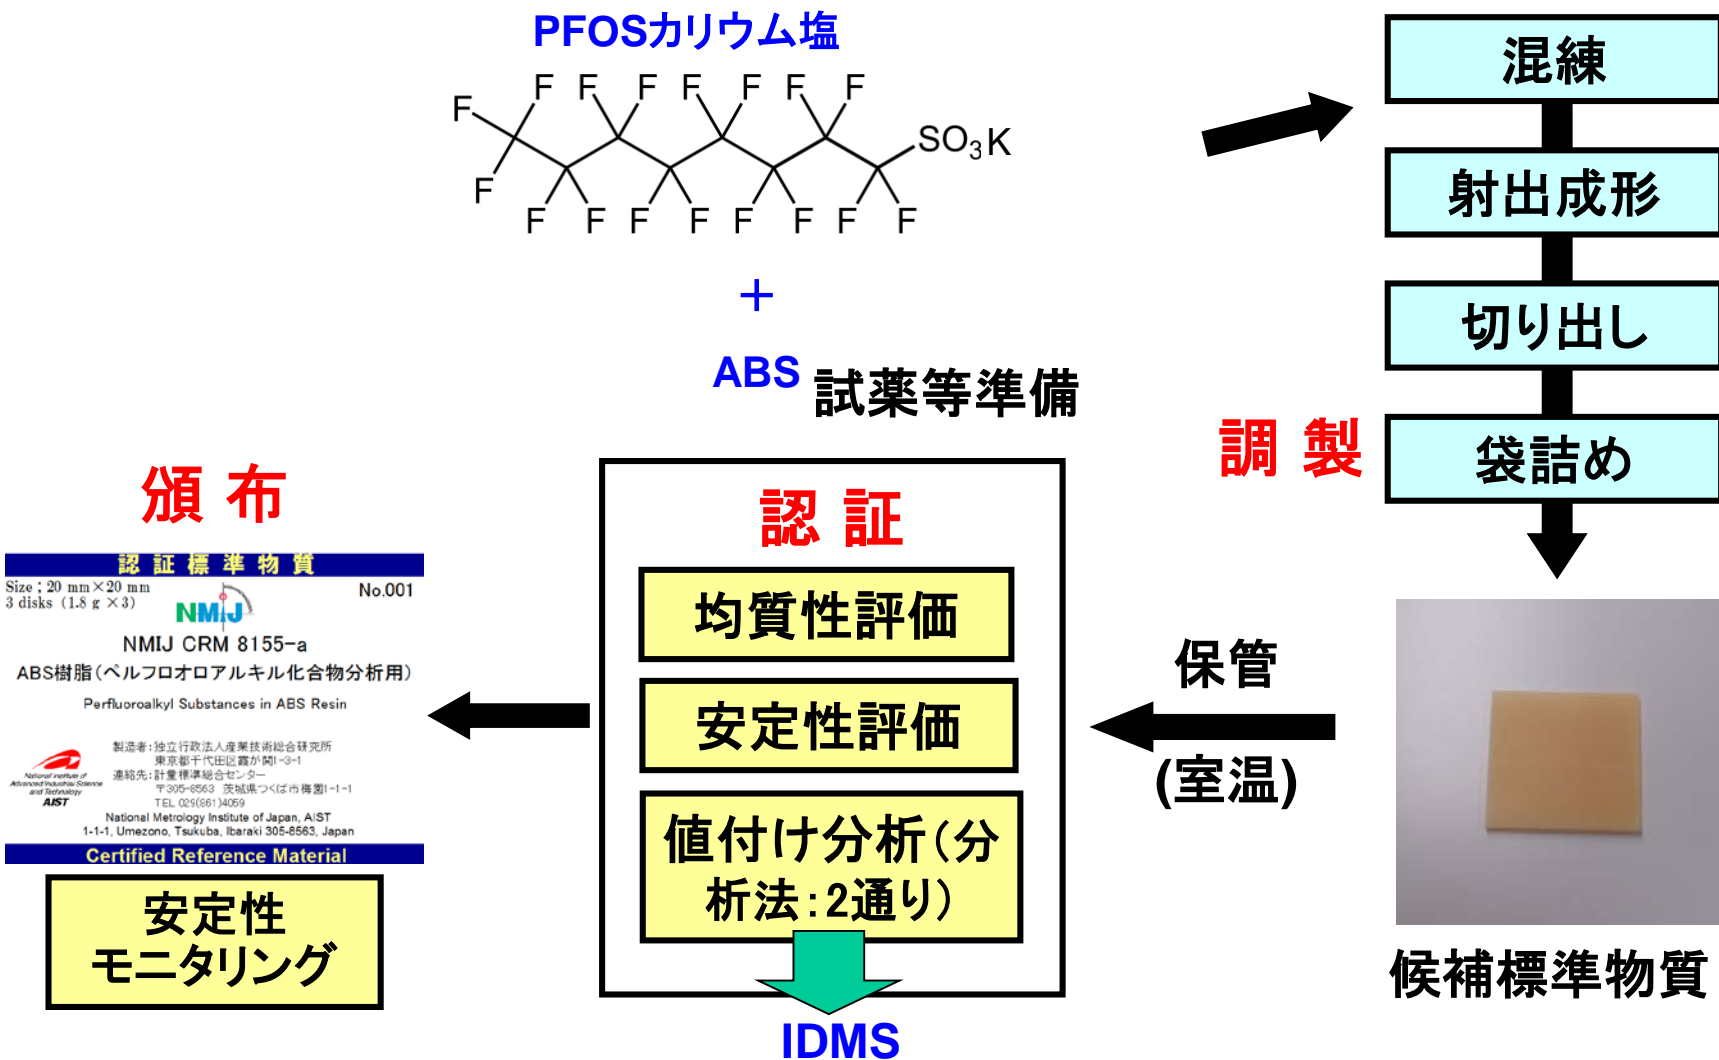 PFOSカリウム塩
F F F F F F F F
F SO3K
F
F F F F F F F F
+
ABS 試薬等準備
混練
射出成形
切り出し
袋詰め
調 製
候補標準物質
保管
(室温)
認 証
均質性評価
安定性評価
値付け分析(分
析法:2通り)
IDMS
頒 布
認 証 標 準 物 質
Size ; 20 mm×20 mm
3 disks (1.8 g ×3)
No.001
NMIJ
NMIJ CRM 8155-a
ABS樹脂(ペルフロオロアルキル化合物分析用)
Perfluoroalkyl Substances in ABS Resin
製造者:独立行政法人産業技術総合研究所
東京都千代田区霞が関1-3-1
連絡先:計量標準総合センター
〒305-8563 茨城県つくば市梅園1-1-1
TEL 029(861)4059
National Institute of
Advanced Industrial Science
and Technology
AIST
National Metrology Institute of Japan, AIST
1-1-1, Umezono, Tsukuba, Ibaraki 305-8563, Japan
Certified Reference Material
安定性
モニタリング